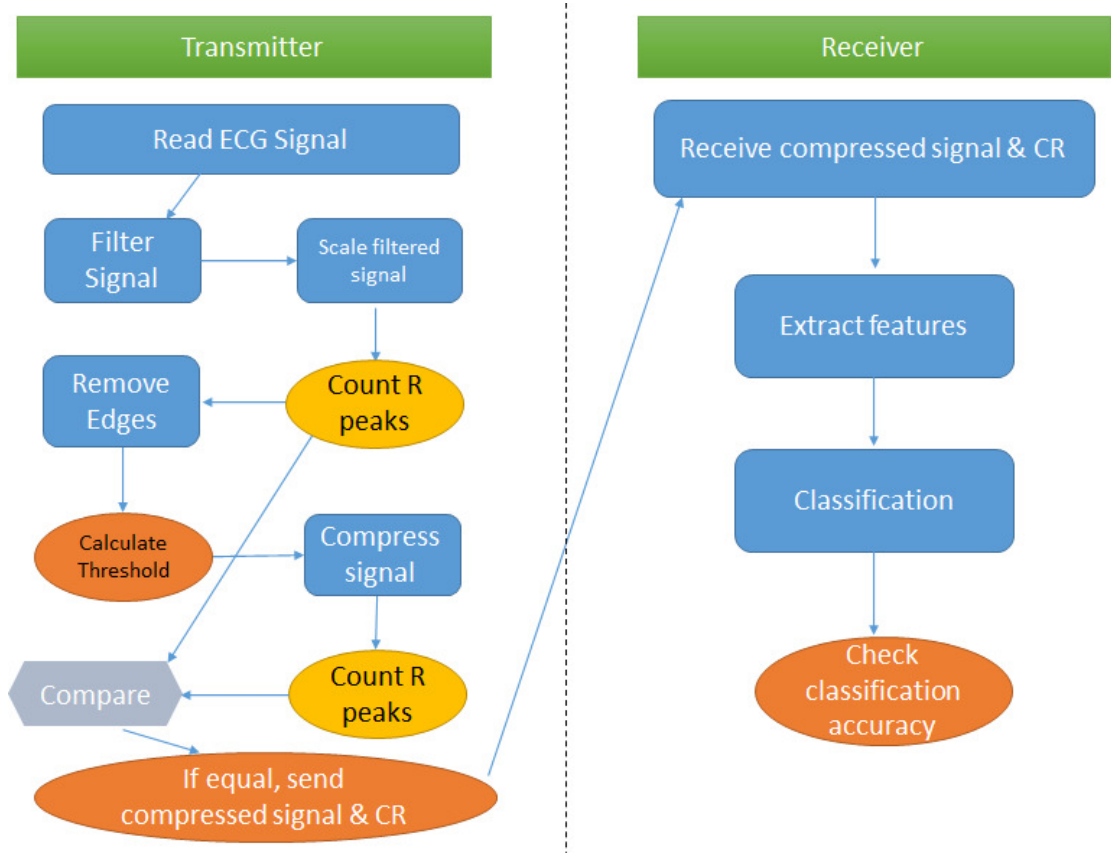 Transmitter
Read ECG Signal
Filter
Signal
Scale filtered
signal
Count R
peaks
Remove
Edges
Calculate
Threshold
Compress
signal
Count R
peaks
Compare
If equal, send
compressed signal & CR
Receiver
Receive compressed signal & CR
Extract features
Classification
Check
classification
accuracy